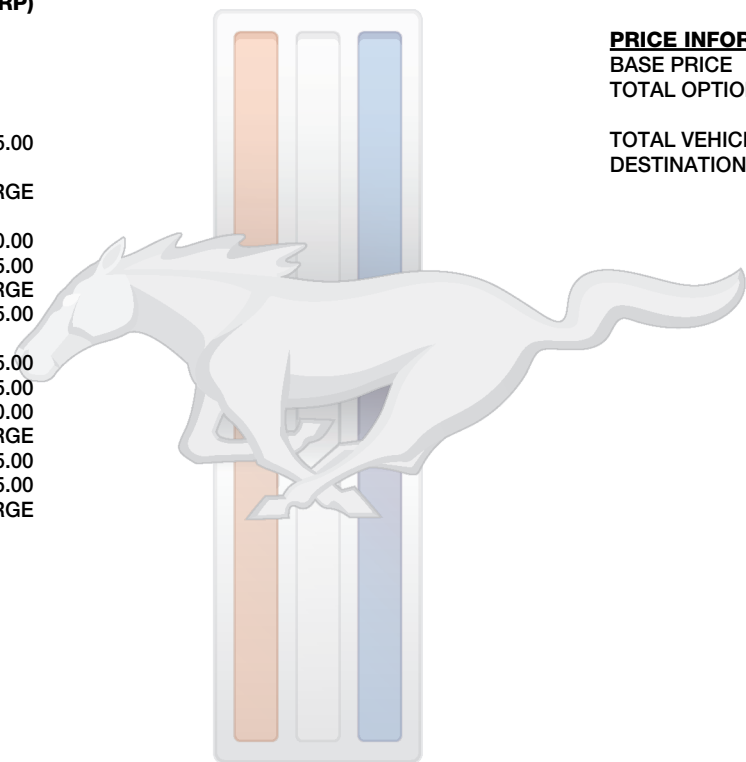 RP)
5.00
RGE
0.00
5.00
RGE
5.00
5.00
5.00
0.00
RGE
5.00
5.00
RGE
PRICE INFOR
BASE PRICE
TOTAL OPTIO
TOTAL VEHICL
DESTINATION